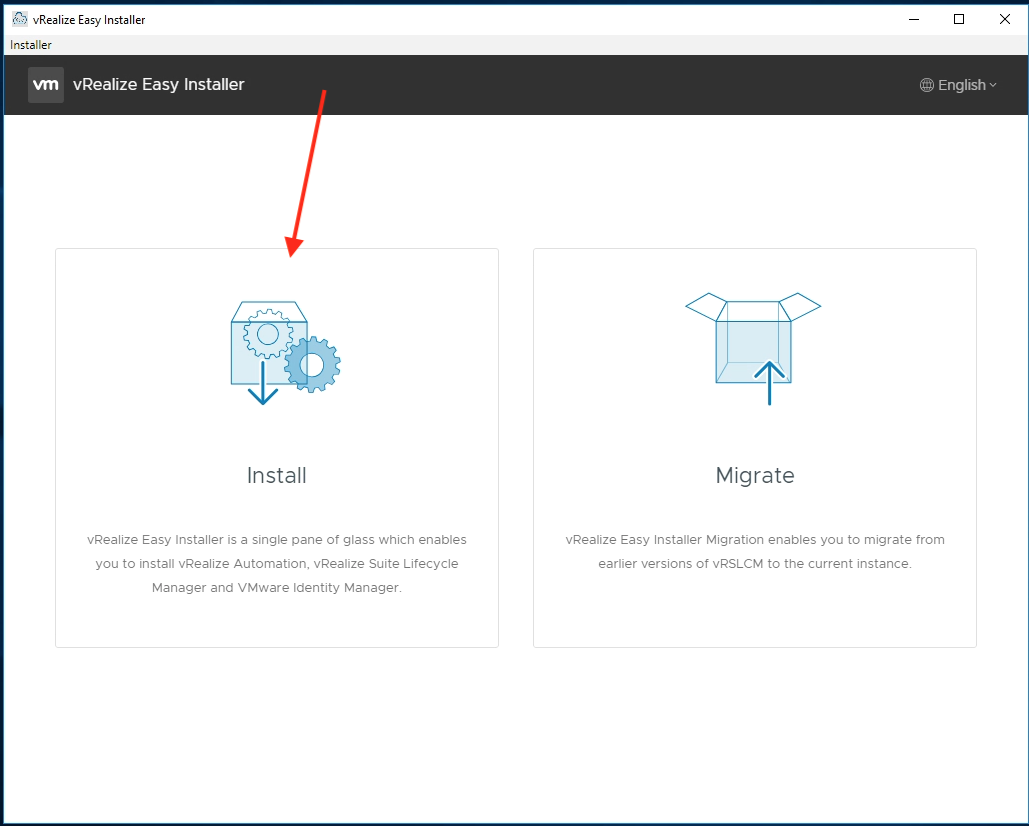 vRealize Easy Installer
Installer
vm vRealize Easy Installer
English
Install
vRealize Easy Installer is a single pane of glass which enables
you to install vRealize Automation, vRealize Suite Lifecycle
Manager and VMware Identity Manager.
Migrate
vRealize Easy Installer Migration enables you to migrate from
earlier versions of vRSLCM to the current instance.